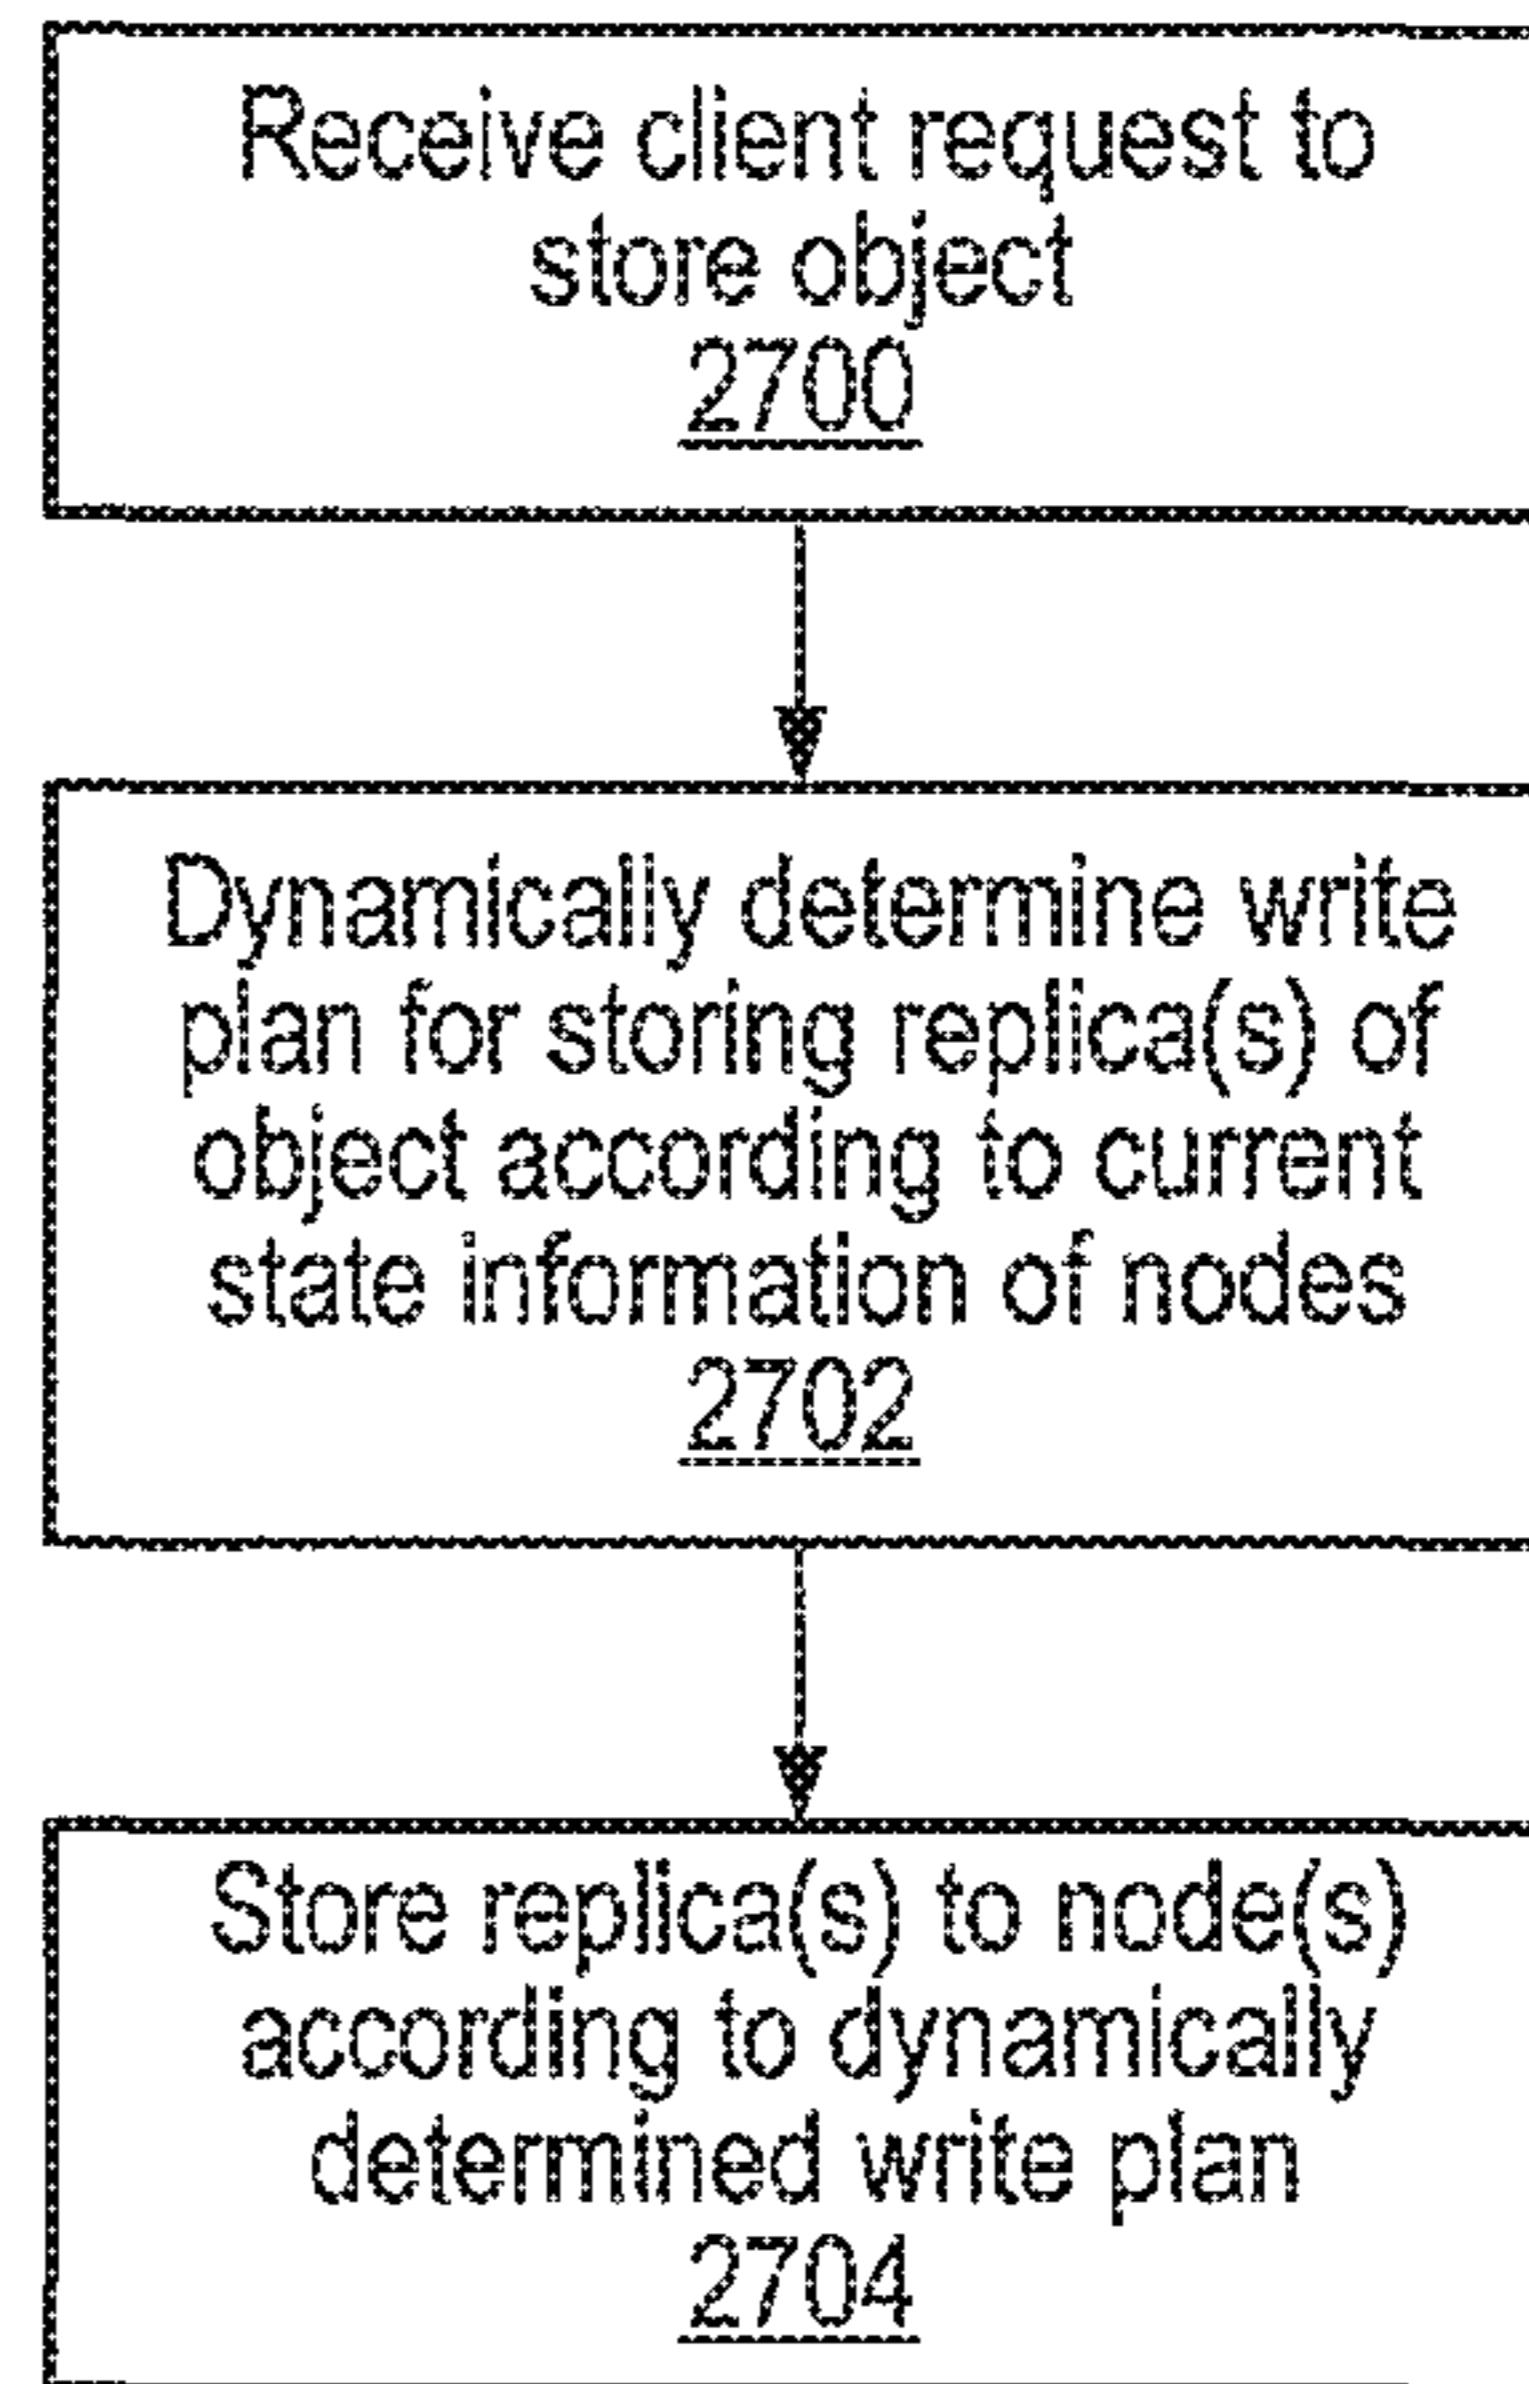 Receive client request to
store object
2700
Dynamically determine write
plan for storing replica(s) of
object according to current
state information of nodes
2702
Store replica(s) to node(s)
according to dynamically
determined write plan
2704